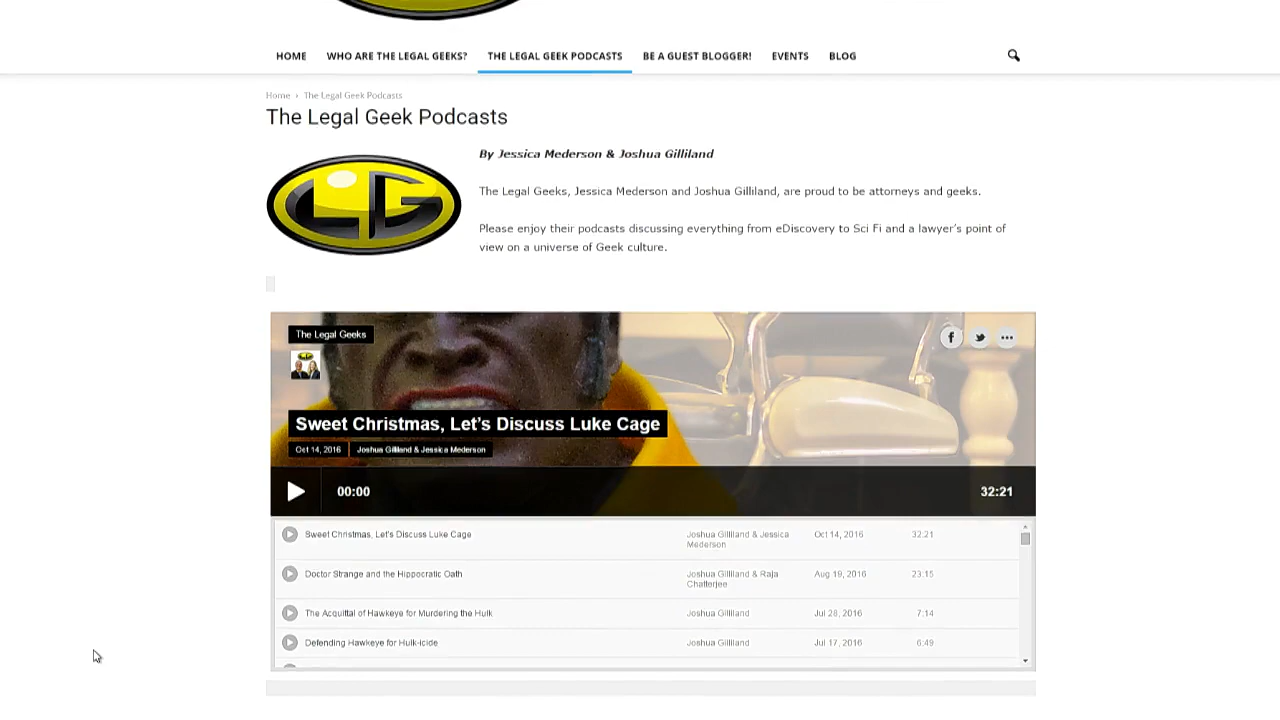 HOME WHO ARE THE LEGAL GEEKS? THE LEGAL GEEK PODCASTS BE A GUEST BLOGGER! EVENTS BLOG
Home › The Legal Geek Podcasts
The Legal Geek Podcasts
By Jessica Mederson & Joshua Gilliland
LG
The Legal Geeks, Jessica Mederson and Joshua Gilliland, are proud to be attorneys and geeks.
Please enjoy their podcasts discussing everything from eDiscovery to Sci Fi and a lawyer's point of
view on a universe of Geek culture.
The Legal Geeks
Sweet Christmas, Let's Discuss Luke Cage
Oct 14, 2016 Joshua Gilliland & Jessica Mederson
00:00 32:21
Sweet Christmas, Let's Discuss Luke Cage Joshua Gilliland & Jessica Oct 14, 2016 32:21
Mederson
Doctor Strange and the Hippocratic Oath Joshua Gilliland & Raja Aug 19, 2016 23:15
Chatterjee
The Acquittal of Hawkeye for Murdering the Hulk Joshua Gilliland Jul 28, 2016 7:14
Defending Hawkeye for Hulk-icide Joshua Gilliland Jul 17, 2016 6:49